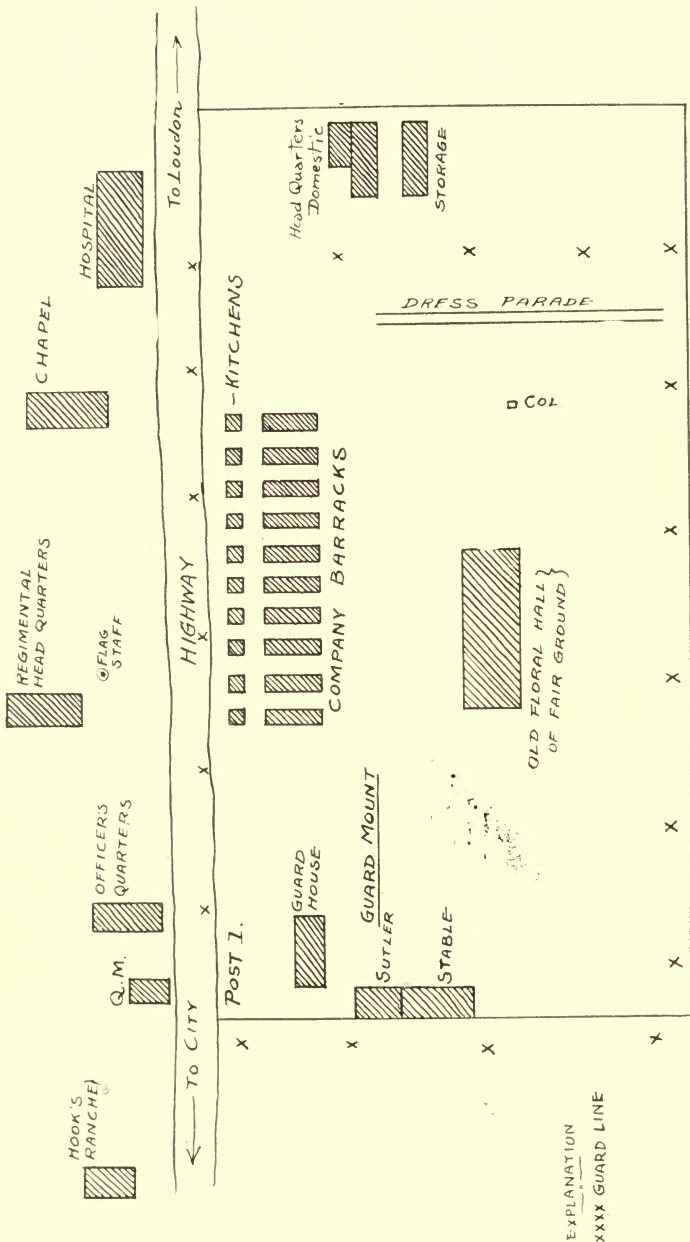 HOOK'S
RANCHE)
Q.M.
OFFICER'S
QUARTERS
REGIMENTAL
HEAD QUARTERS
FLAG
STAFF
CHAPEL
HOSPITAL
← TO CITY
HIGHWAY
To Loudon →
POST 1.
KITCHENS
COMPANY BARRACKS
GUARD
HOUSE
GUARD MOUNT
SUTLER
STABLE
Head Quarters
Domestic
STORAGE
DRESS PARADE
COL.
OLD FLORAL HALL }
OF FAIR GROUND }
EXPLANATION
XXXX GUARD LINE